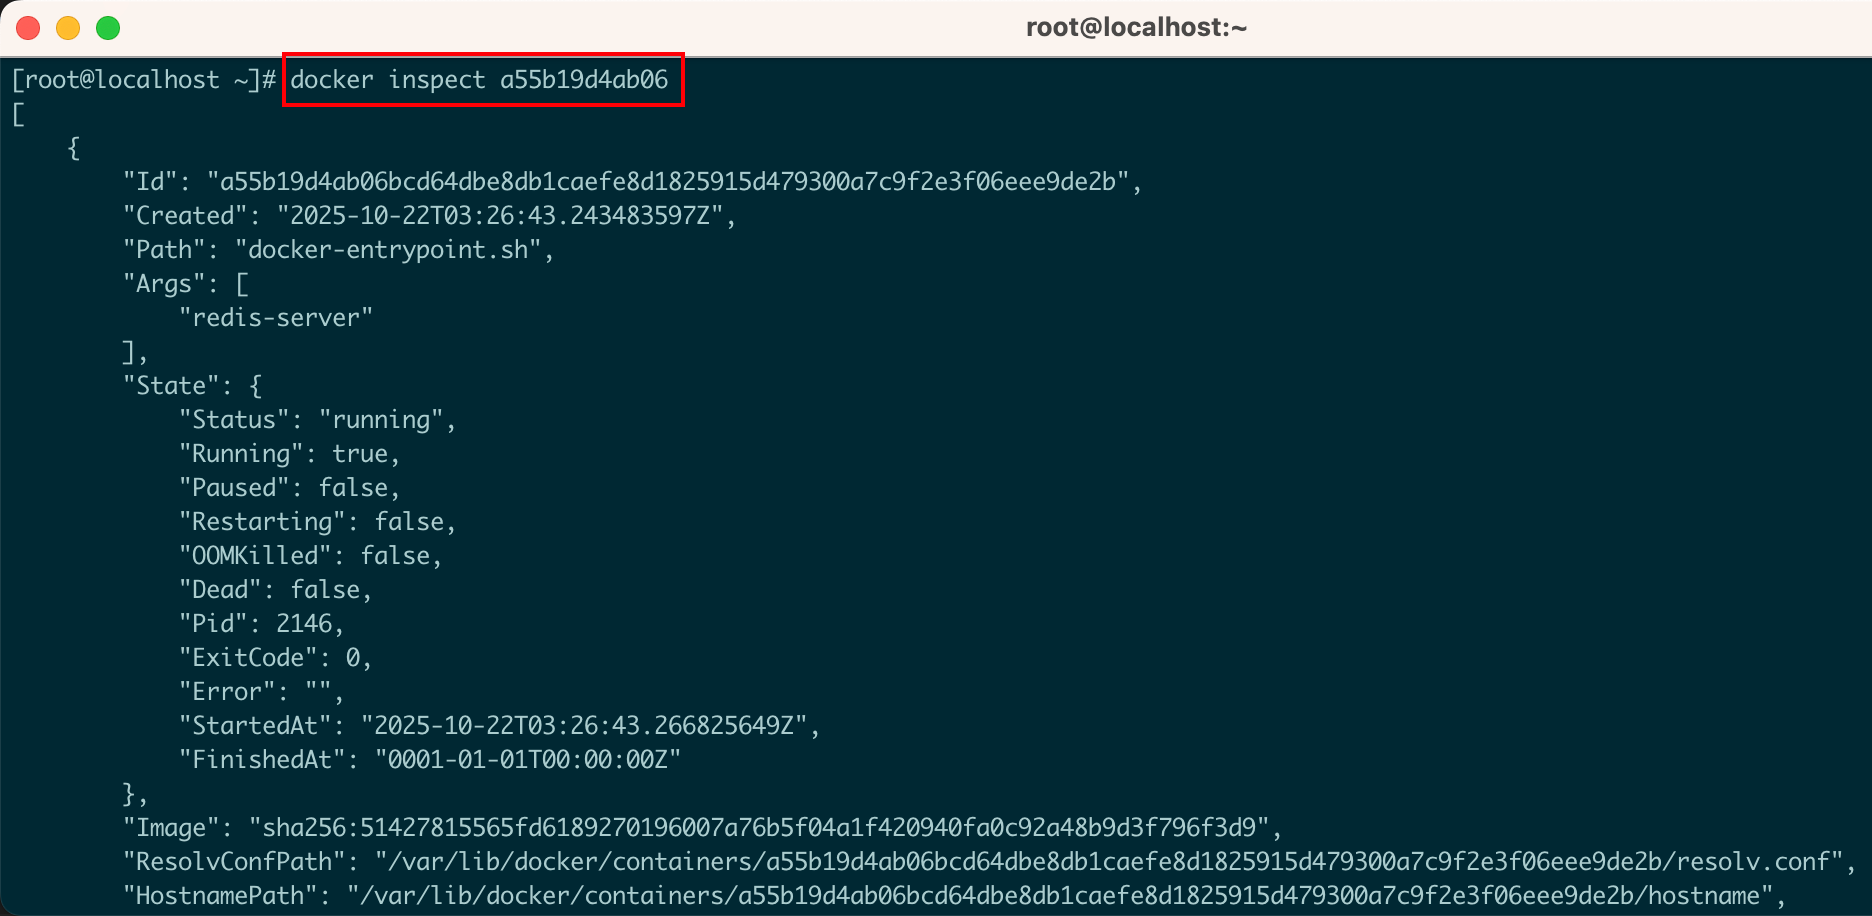 root@localhost:~
[root@localhost ~]# docker inspect a55b19d4ab06
[
    {
        "Id": "a55b19d4ab06bcd64dbe8db1caefe8d1825915d479300a7c9f2e3f06eee9de2b",
        "Created": "2025-10-22T03:26:43.243483597Z",
        "Path": "docker-entrypoint.sh",
        "Args": [
            "redis-server"
        ],
        "State": {
            "Status": "running",
            "Running": true,
            "Paused": false,
            "Restarting": false,
            "OOMKilled": false,
            "Dead": false,
            "Pid": 2146,
            "ExitCode": 0,
            "Error": "",
            "StartedAt": "2025-10-22T03:26:43.266825649Z",
            "FinishedAt": "0001-01-01T00:00:00Z"
        },
        "Image": "sha256:51427815565fd6189270196007a76b5f04a1f420940fa0c92a48b9d3f796f3d9",
        "ResolvConfPath": "/var/lib/docker/containers/a55b19d4ab06bcd64dbe8db1caefe8d1825915d479300a7c9f2e3f06eee9de2b/resolv.conf",
        "HostnamePath": "/var/lib/docker/containers/a55b19d4ab06bcd64dbe8db1caefe8d1825915d479300a7c9f2e3f06eee9de2b/hostname",